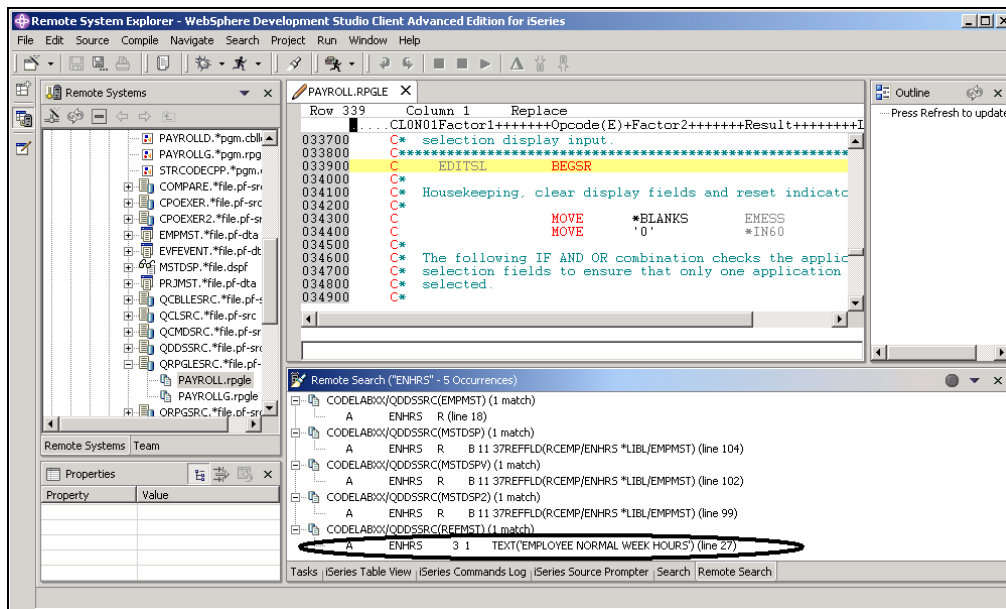 Remote System Explorer - WebSphere Development Studio Client Advanced Edition for iSeries
File Edit Source Compile Navigate Search Project Run Window Help
Remote Systems
PAYROLLD.*pgm.cblle
PAYROLLG.*pgm.rpg
STRCODECPP.*pgm.
COMPARE.*file.pf-src
CPOEXER.*file.pf-src
CPOEXER2.*file.pf-sr
EMPMST.*file.pf-dta
EVFEVENT.*file.pf-dt
MSTDSP.*file.dspf
PRJMST.*file.pf-dta
QCBLLESRC.*file.pf-s
QCLSRC.*file.pf-src
QCMDSRC.*file.pf-sr
QDDSSRC.*file.pf-src
QRPGLESRC.*file.pf-
PAYROLL.rpgle
PAYROLLG.rpgle
QRPGSRC.*file.pf-src
Remote Systems Team
Properties
Property Value
PAYROLL.RPGLE
Row 339 Column 1 Replace
....CL0N01Factor1+++++++Opcode(E)+Factor2+++++++Result++++++++L
033700 C* selection display input.
033800 C*********************************************************
033900 C EDITSL BEGSR
034000 C*
034100 C* Housekeeping, clear display fields and reset indicato
034200 C*
034300 C MOVE *BLANKS EMESS
034400 C MOVE '0' *IN60
034500 C*
034600 C* The following IF AND OR combination checks the applic
034700 C* selection fields to ensure that only one application
034800 C* selected.
034900 C*
Outline
Press Refresh to update
Remote Search ("ENHRS" - 5 Occurrences)
CODELABXX/QDDSSRC(EMPMST) (1 match)
A ENHRS R (line 18)
CODELABXX/QDDSSRC(MSTDSP) (1 match)
A ENHRS R B 11 37REFFLD(RCEMP/ENHRS *LIBL/EMPMST) (line 104)
CODELABXX/QDDSSRC(MSTDSPV) (1 match)
A ENHRS R B 11 37REFFLD(RCEMP/ENHRS *LIBL/EMPMST) (line 102)
CODELABXX/QDDSSRC(MSTDSP2) (1 match)
A ENHRS R B 11 37REFFLD(RCEMP/ENHRS *LIBL/EMPMST) (line 99)
CODELABXX/QDDSSRC(REFMST) (1 match)
A ENHRS 3 1 TEXT('EMPLOYEE NORMAL WEEK HOURS') (line 27)
Tasks iSeries Table View iSeries Commands Log iSeries Source Prompter Search Remote Search